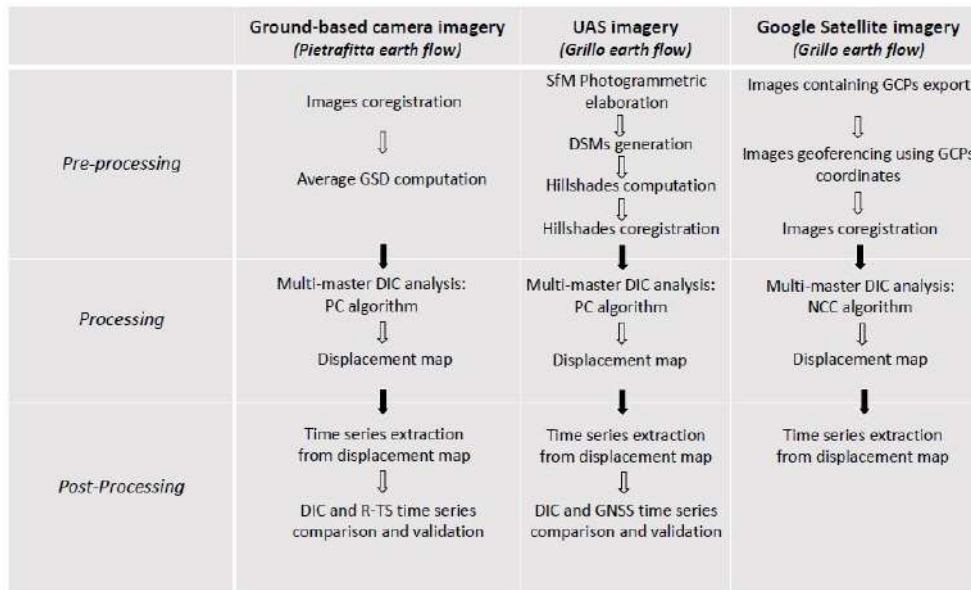 Ground-based camera imagery
(Pietrafitta earth flow)
UAS imagery
(Grillo earth flow)
Google Satellite imagery
(Grillo earth flow)
Pre-processing
Images coregistration
Average GSD computation
SfM Photogrammetric
elaboration
DSMs generation
Hillshades computation
Hillshades coregistration
Images containing GCPs export
Images geoferencing using GCPs
coordinates
Images coregistration
Processing
Multi-master DIC analysis:
PC algorithm
Displacement map
Multi-master DIC analysis:
PC algorithm
Displacement map
Multi-master DIC analysis:
NCC algorithm
Displacement map
Post-Processing
Time series extraction
from displacement map
DIC and R-TS time series
comparison and validation
Time series extraction
from displacement map
DIC and GNSS time series
comparison and validation
Time series extraction
from displacement map